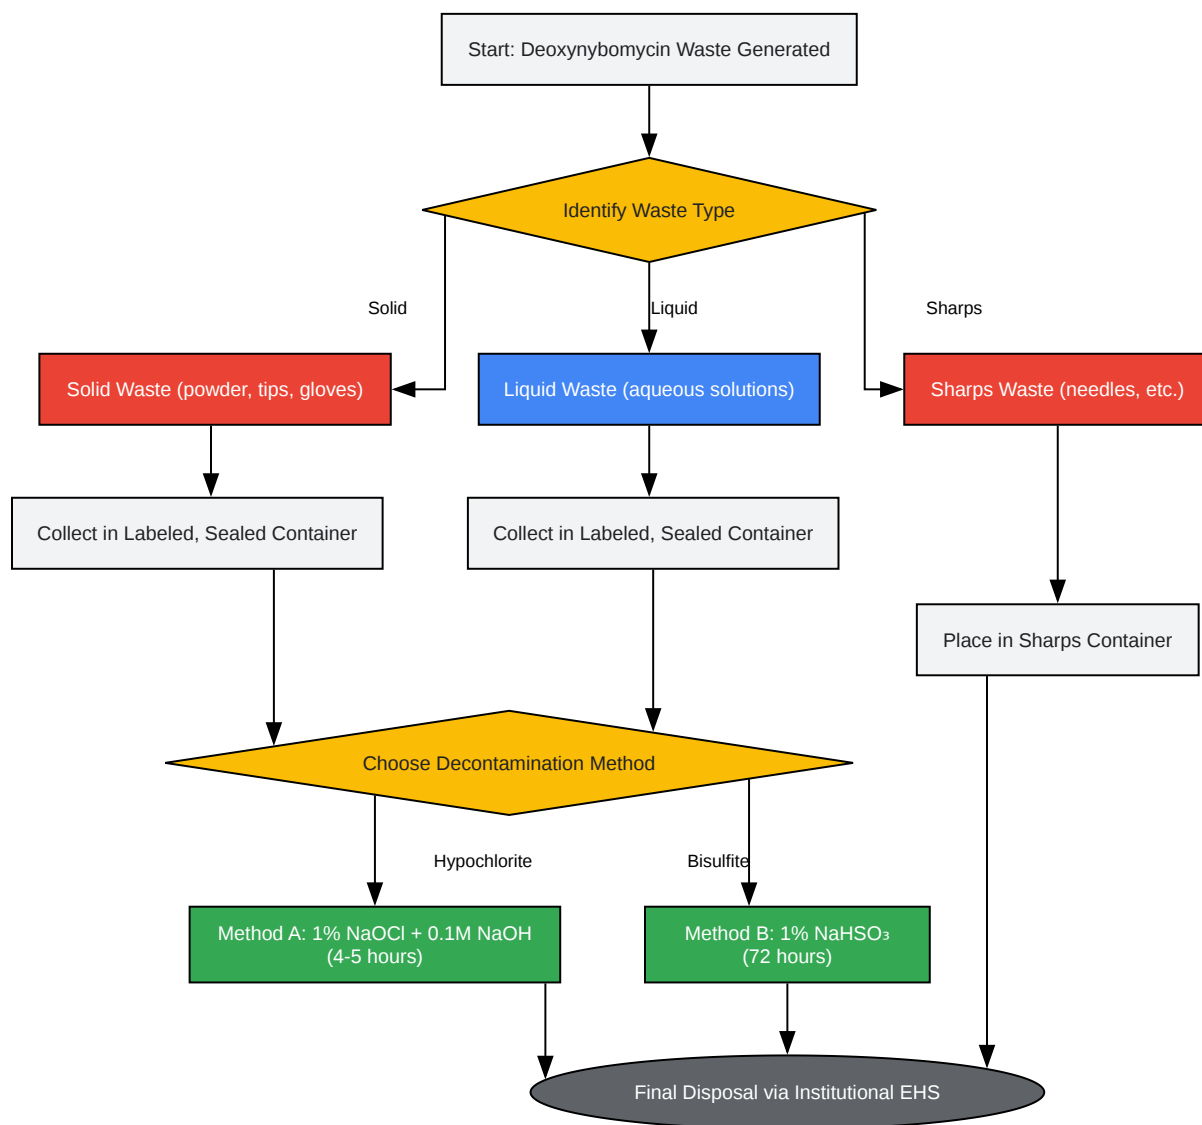 Start: Deoxynybomycin Waste Generated
Identify Waste Type
Solid
Liquid
Sharps
Solid Waste (powder, tips, gloves)
Liquid Waste (aqueous solutions)
Sharps Waste (needles, etc.)
Collect in Labeled, Sealed Container
Collect in Labeled, Sealed Container
Place in Sharps Container
Choose Decontamination Method
Hypochlorite
Bisulfite
Method A: 1% NaOCl + 0.1M NaOH
(4-5 hours)
Method B: 1% NaHSO₃
(72 hours)
Final Disposal via Institutional EHS